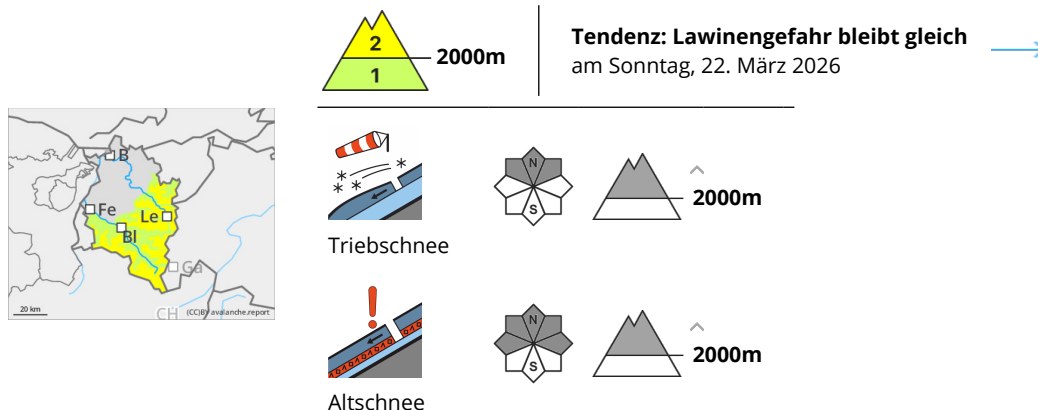 2
1
2000m
Tendenz: Lawinengefahr bleibt gleich
am Sonntag, 22. März 2026
B
Fe
Le
Bl
Ga
20 km
CH
(CC)BY avalanche.report
N
S
2000m
Triebschnee
N
S
2000m
Altschnee